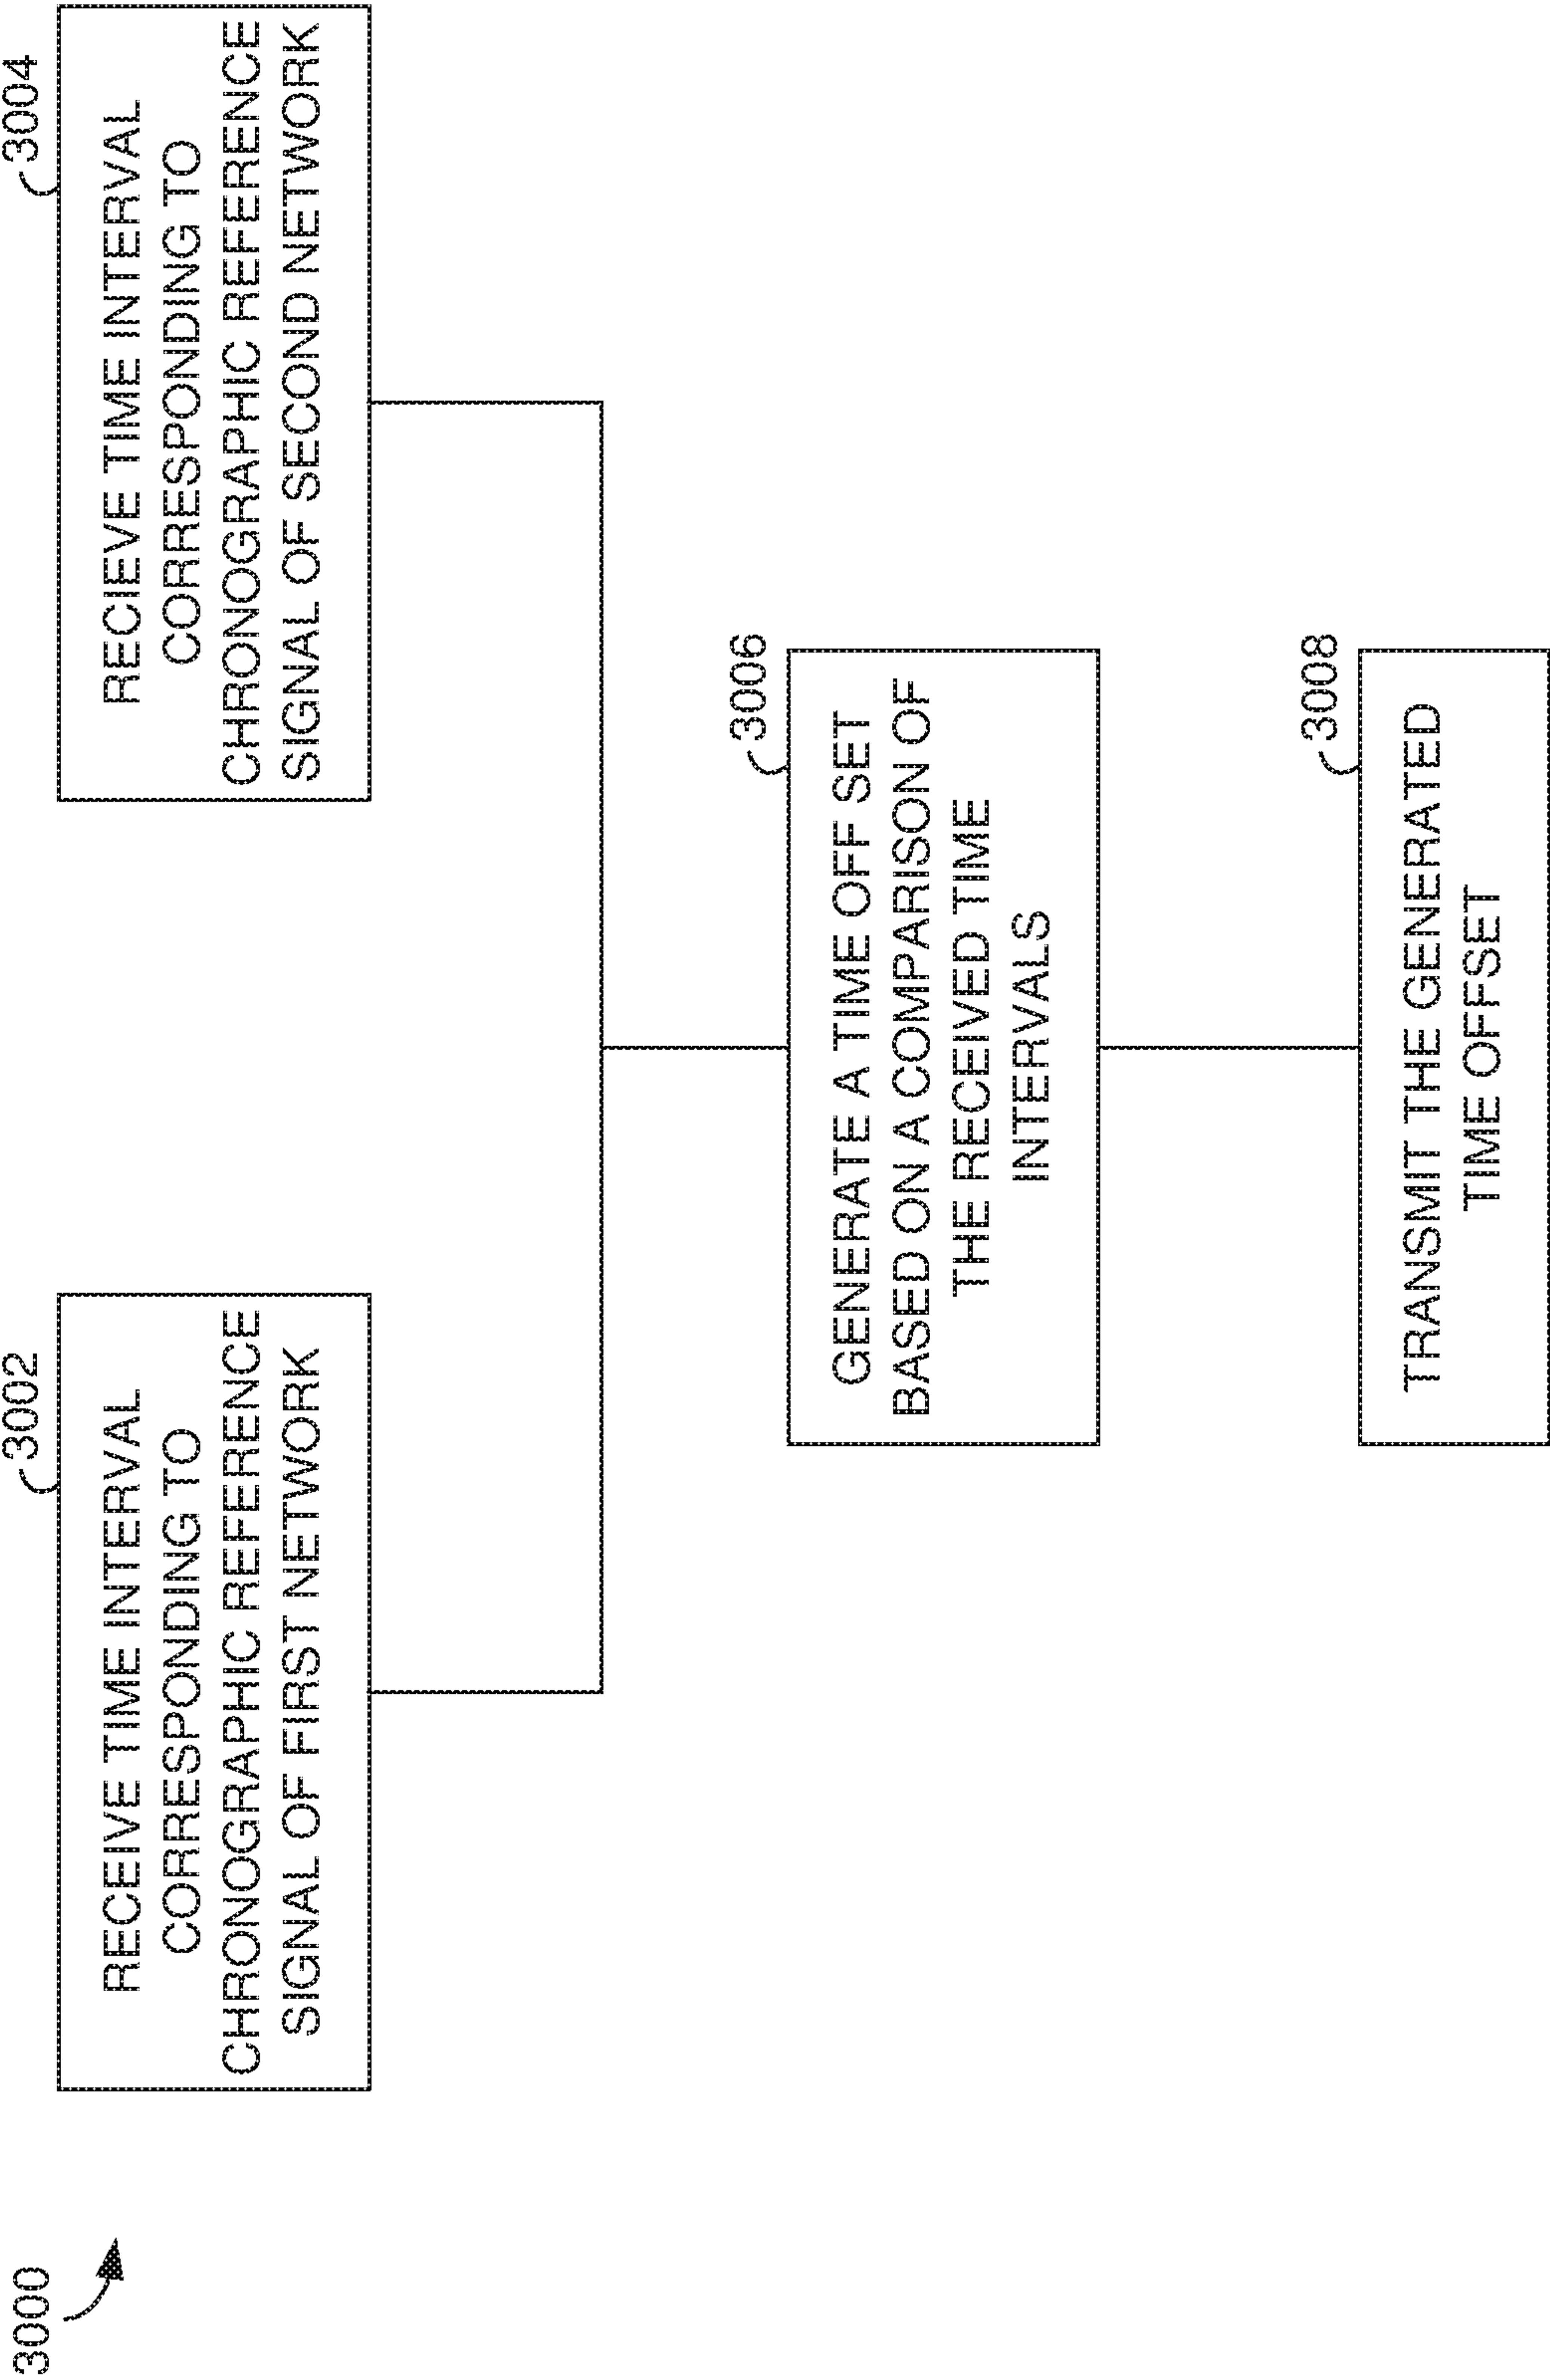 3000
3002
RECEIVE TIME INTERVAL
CORRESPONDING TO
CHRONOGRAPHIC REFERENCE
SIGNAL OF FIRST NETWORK
3004
RECIEVE TIME INTERVAL
CORRESPONDING TO
CHRONOGRAPHIC REFERENCE
SIGNAL OF SECOND NETWORK
3006
GENERATE A TIME OFF SET
BASED ON A COMPARISON OF
THE RECEIVED TIME
INTERVALS
3008
TRANSMIT THE GENERATED
TIME OFFSET